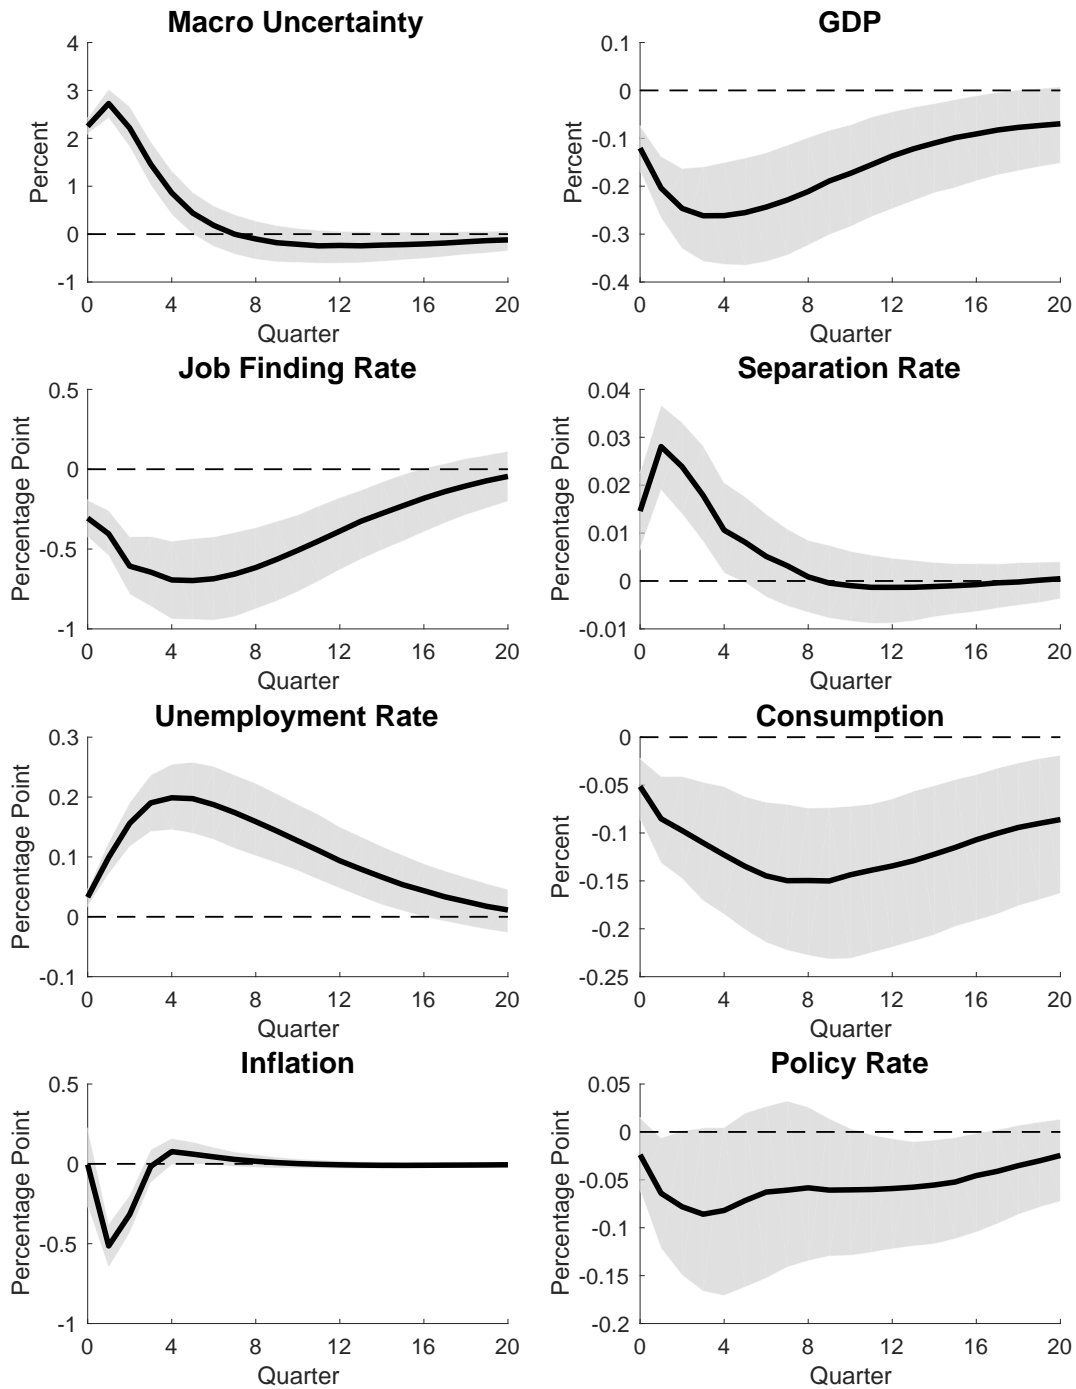 Macro Uncertainty
Percent
4
3
2
1
0
-1
0 4 8 12 16 20
Quarter
GDP
Percent
0.1
0
-0.1
-0.2
-0.3
-0.4
0 4 8 12 16 20
Quarter
Job Finding Rate
Percentage Point
0.5
0
-0.5
-1
0 4 8 12 16 20
Quarter
Separation Rate
Percentage Point
0.04
0.03
0.02
0.01
0
-0.01
0 4 8 12 16 20
Quarter
Unemployment Rate
Percentage Point
0.3
0.2
0.1
0
-0.1
0 4 8 12 16 20
Quarter
Consumption
Percent
0
-0.05
-0.1
-0.15
-0.2
-0.25
0 4 8 12 16 20
Quarter
Inflation
Percentage Point
0.5
0
-0.5
-1
0 4 8 12 16 20
Quarter
Policy Rate
Percentage Point
0.05
0
-0.05
-0.1
-0.15
-0.2
0 4 8 12 16 20
Quarter